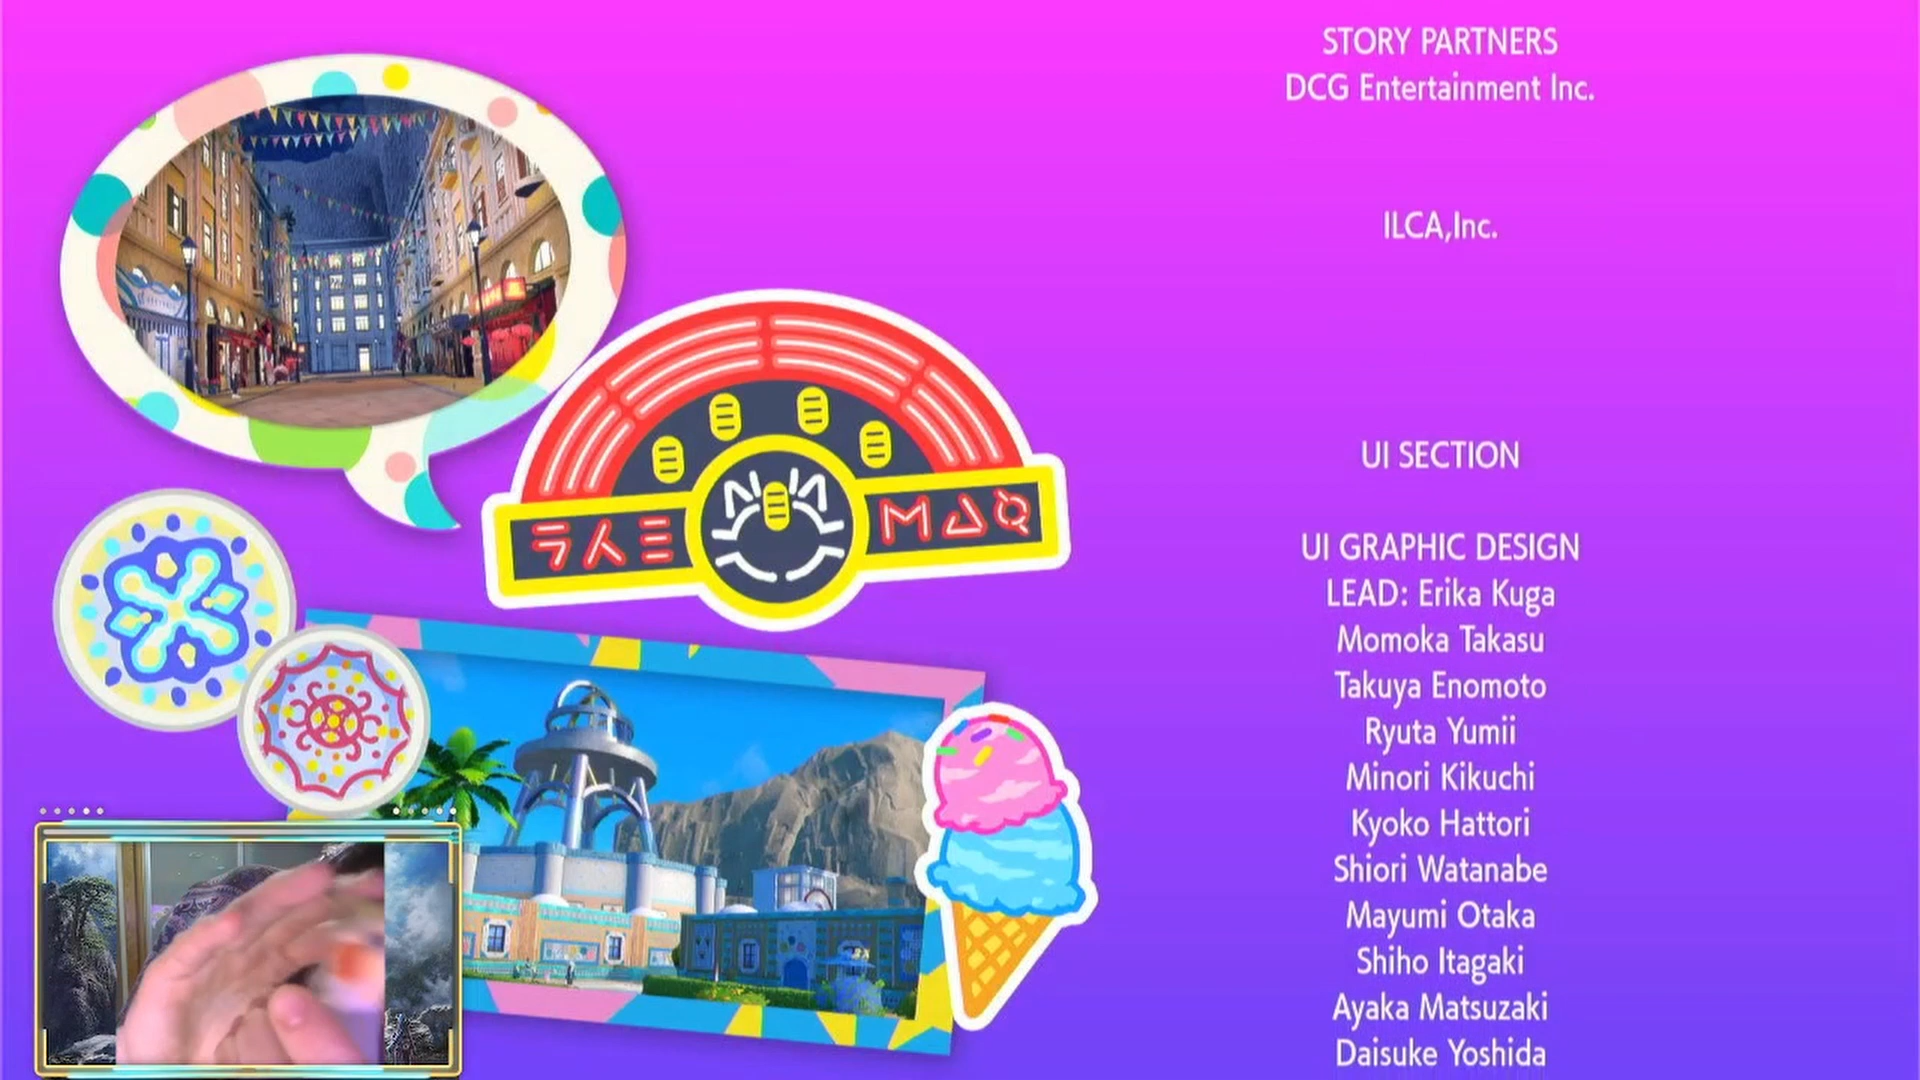 STORY PARTNERS
DCG Entertainment Inc.
ILCA,Inc.
UI SECTION
UI GRAPHIC DESIGN
LEAD: Erika Kuga
Momoka Takasu
Takuya Enomoto
Ryuta Yumii
Minori Kikuchi
Kyoko Hattori
Shiori Watanabe
Mayumi Otaka
Shiho Itagaki
Ayaka Matsuzaki
Daisuke Yoshida